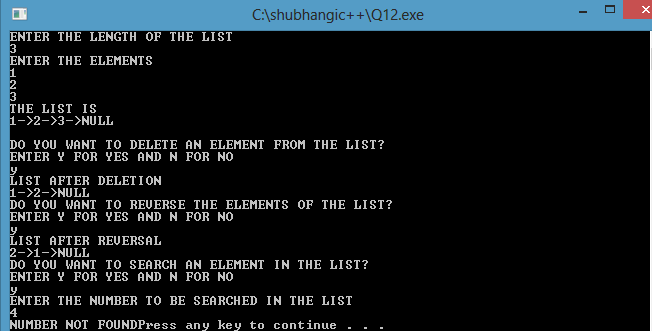 C:\shubhangic++\Q12.exe
ENTER THE LENGTH OF THE LIST
3
ENTER THE ELEMENTS
1
2
3
THE LIST IS
1->2->3->NULL
DO YOU WANT TO DELETE AN ELEMENT FROM THE LIST?
ENTER Y FOR YES AND N FOR NO
y
LIST AFTER DELETION
1->2->NULL
DO YOU WANT TO REVERSE THE ELEMENTS OF THE LIST?
ENTER Y FOR YES AND N FOR NO
y
LIST AFTER REVERSAL
2->1->NULL
DO YOU WANT TO SEARCH AN ELEMENT IN THE LIST?
ENTER Y FOR YES AND N FOR NO
y
ENTER THE NUMBER TO BE SEARCHED IN THE LIST
4
NUMBER NOT FOUNDPress any key to continue . . .